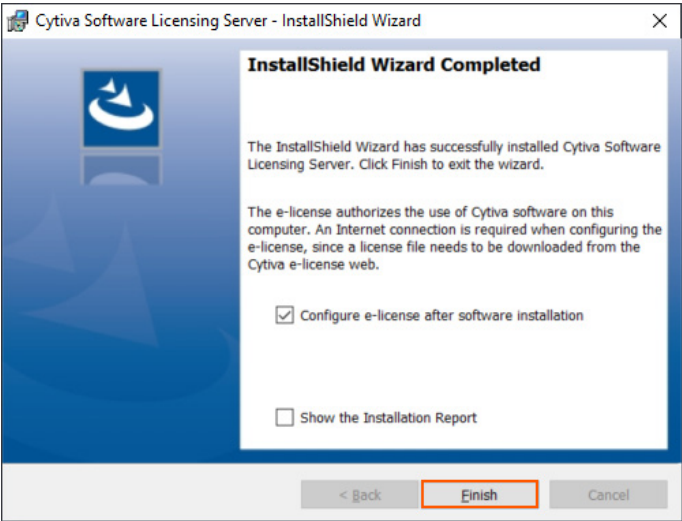 Cytiva Software Licensing Server - InstallShield Wizard
InstallShield Wizard Completed
The InstallShield Wizard has successfully installed Cytiva Software
Licensing Server. Click Finish to exit the wizard.
The e-license authorizes the use of Cytiva software on this
computer. An Internet connection is required when configuring the
e-license, since a license file needs to be downloaded from the
Cytiva e-license web.
Configure e-license after software installation
Show the Installation Report
< Back
Finish
Cancel